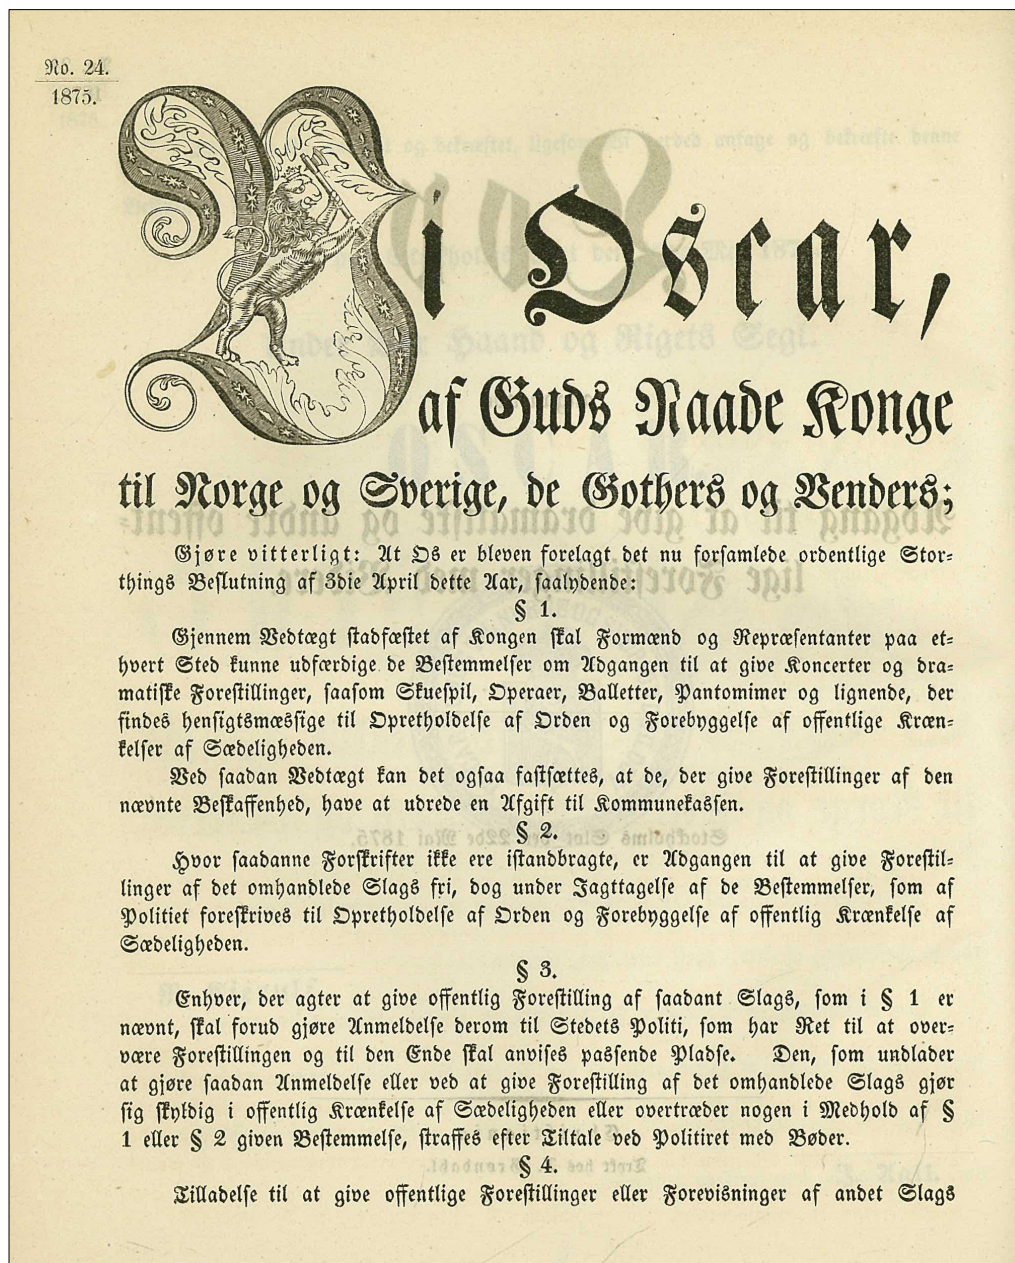 No. 24.
1875.
Vi Oscar,
af Guds Naade Konge
til Norge og Sverige, de Gothers og Venders;
Gjøre vitterligt: At Os er bleven forelagt det nu forsamlede ordentlige Stor=
things Beslutning af 3die April dette Aar, saalydende:
§ 1.
Gjennem Vedtægt stadfæstet af Kongen skal Formænd og Repræsentanter paa et=
hvert Sted kunne udfærdige de Bestemmelser om Adgangen til at give Koncerter og dra=
matiske Forestillinger, saasom Skuespil, Operaer, Balletter, Pantomimer og lignende, der
findes hensigtsmæssige til Opretholdelse af Orden og Forebyggelse af offentlige Kræn=
kelser af Sædeligheden.
Ved saadan Vedtægt kan det ogsaa fastsættes, at de, der give Forestillinger af den
nævnte Beskaffenhed, have at udrede en Afgift til Kommunekassen.
§ 2.
Hvor saadanne Forskrifter ikke ere istandbragte, er Adgangen til at give Forestil=
linger af det omhandlede Slags fri, dog under Jagttagelse af de Bestemmelser, som af
Politiet foreskrives til Opretholdelse af Orden og Forebyggelse af offentlig Krænkelse af
Sædeligheden.
§ 3.
Enhver, der agter at give offentlig Forestilling af saadant Slags, som i § 1 er
nævnt, skal forud gjøre Anmeldelse derom til Stedets Politi, som har Ret til at over=
være Forestillingen og til den Ende skal anvises passende Pladse. Den, som undlader
at gjøre saadan Anmeldelse eller ved at give Forestilling af det omhandlede Slags gjør
sig skyldig i offentlig Krænkelse af Sædeligheden eller overtræder nogen i Medhold af §
1 eller § 2 given Bestemmelse, straffes efter Tiltale ved Politiret med Bøder.
§ 4.
Tilladelse til at give offentlige Forestillinger eller Forevisninger af andet Slags